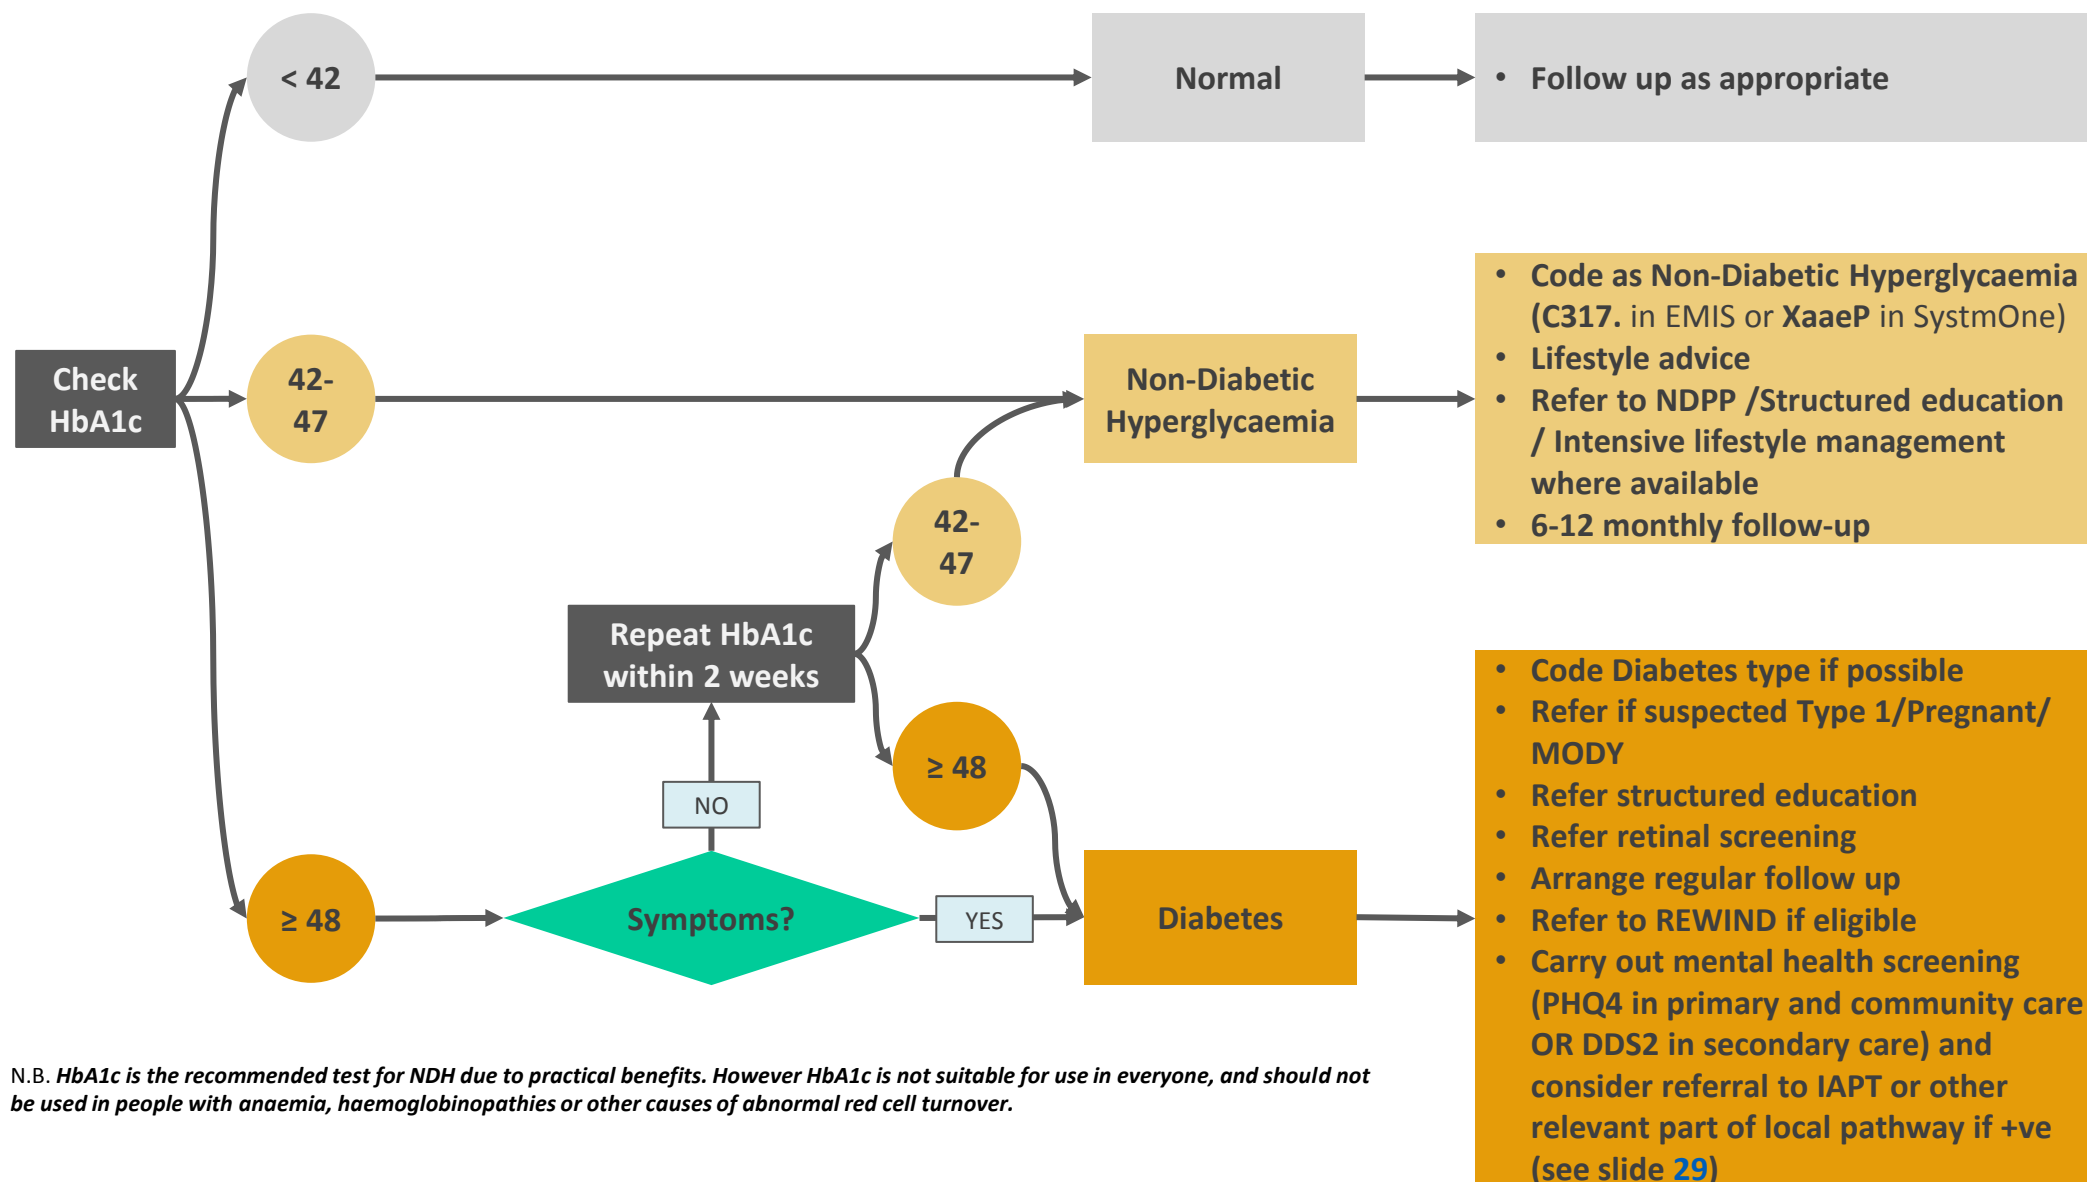 < 42
Normal
• Follow up as appropriate
Check
HbA1c
42-
47
Non-Diabetic
Hyperglycaemia
• Code as Non-Diabetic Hyperglycaemia
(C317. in EMIS or XaaeP in SystmOne)
• Lifestyle advice
• Refer to NDPP /Structured education
/ Intensive lifestyle management
where available
• 6-12 monthly follow-up
42-
47
Repeat HbA1c
within 2 weeks
≥ 48
NO
≥ 48
Symptoms?
YES
Diabetes
• Code Diabetes type if possible
• Refer if suspected Type 1/Pregnant/
MODY
• Refer structured education
• Refer retinal screening
• Arrange regular follow up
• Refer to REWIND if eligible
• Carry out mental health screening
(PHQ4 in primary and community care
OR DDS2 in secondary care) and
consider referral to IAPT or other
relevant part of local pathway if +ve
(see slide 29)
N.B. HbA1c is the recommended test for NDH due to practical benefits. However HbA1c is not suitable for use in everyone, and should not
be used in people with anaemia, haemoglobinopathies or other causes of abnormal red cell turnover.